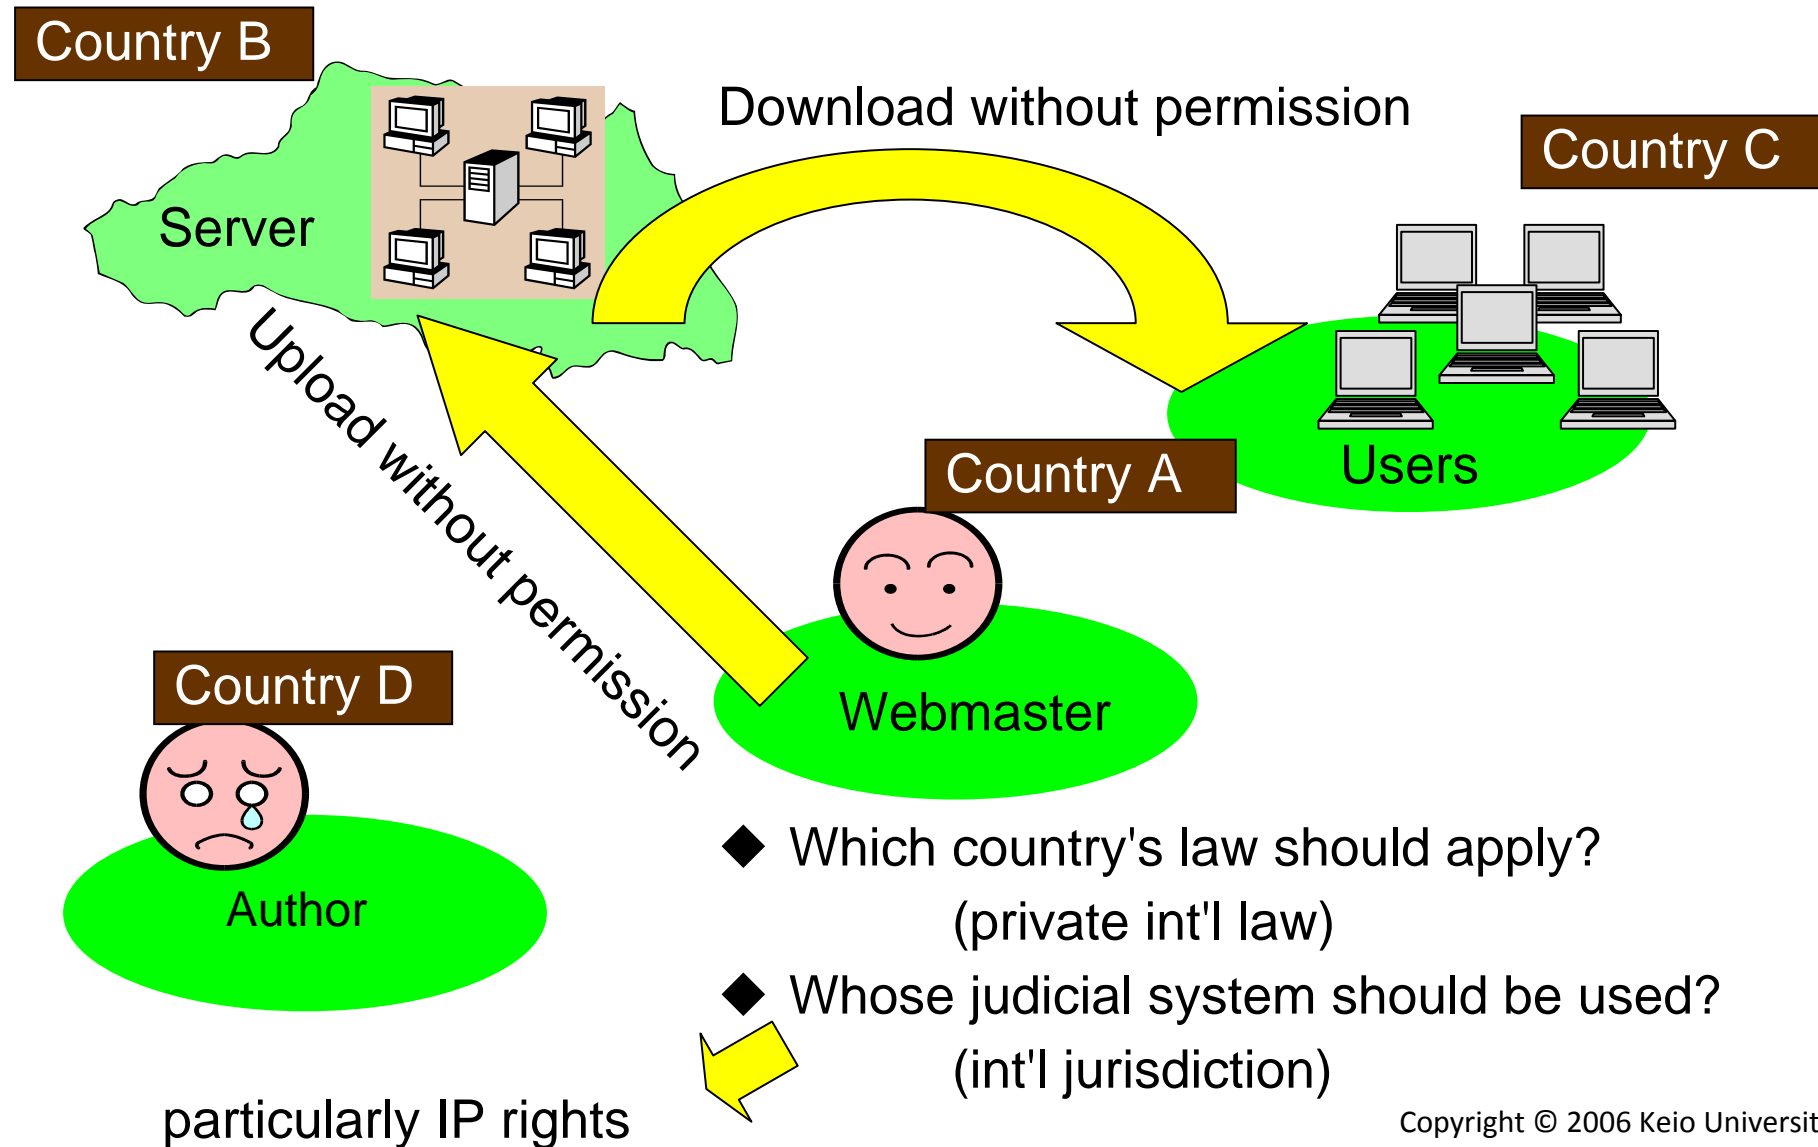 Country B
Download without permission
Country C
Server
Upload without permission
Users
Country A
Webmaster
Country D
Author
◆ Which country's law should apply?
(private int'l law)
◆ Whose judicial system should be used?
(int'l jurisdiction)
particularly IP rights
Copyright © 2006 Keio Universit